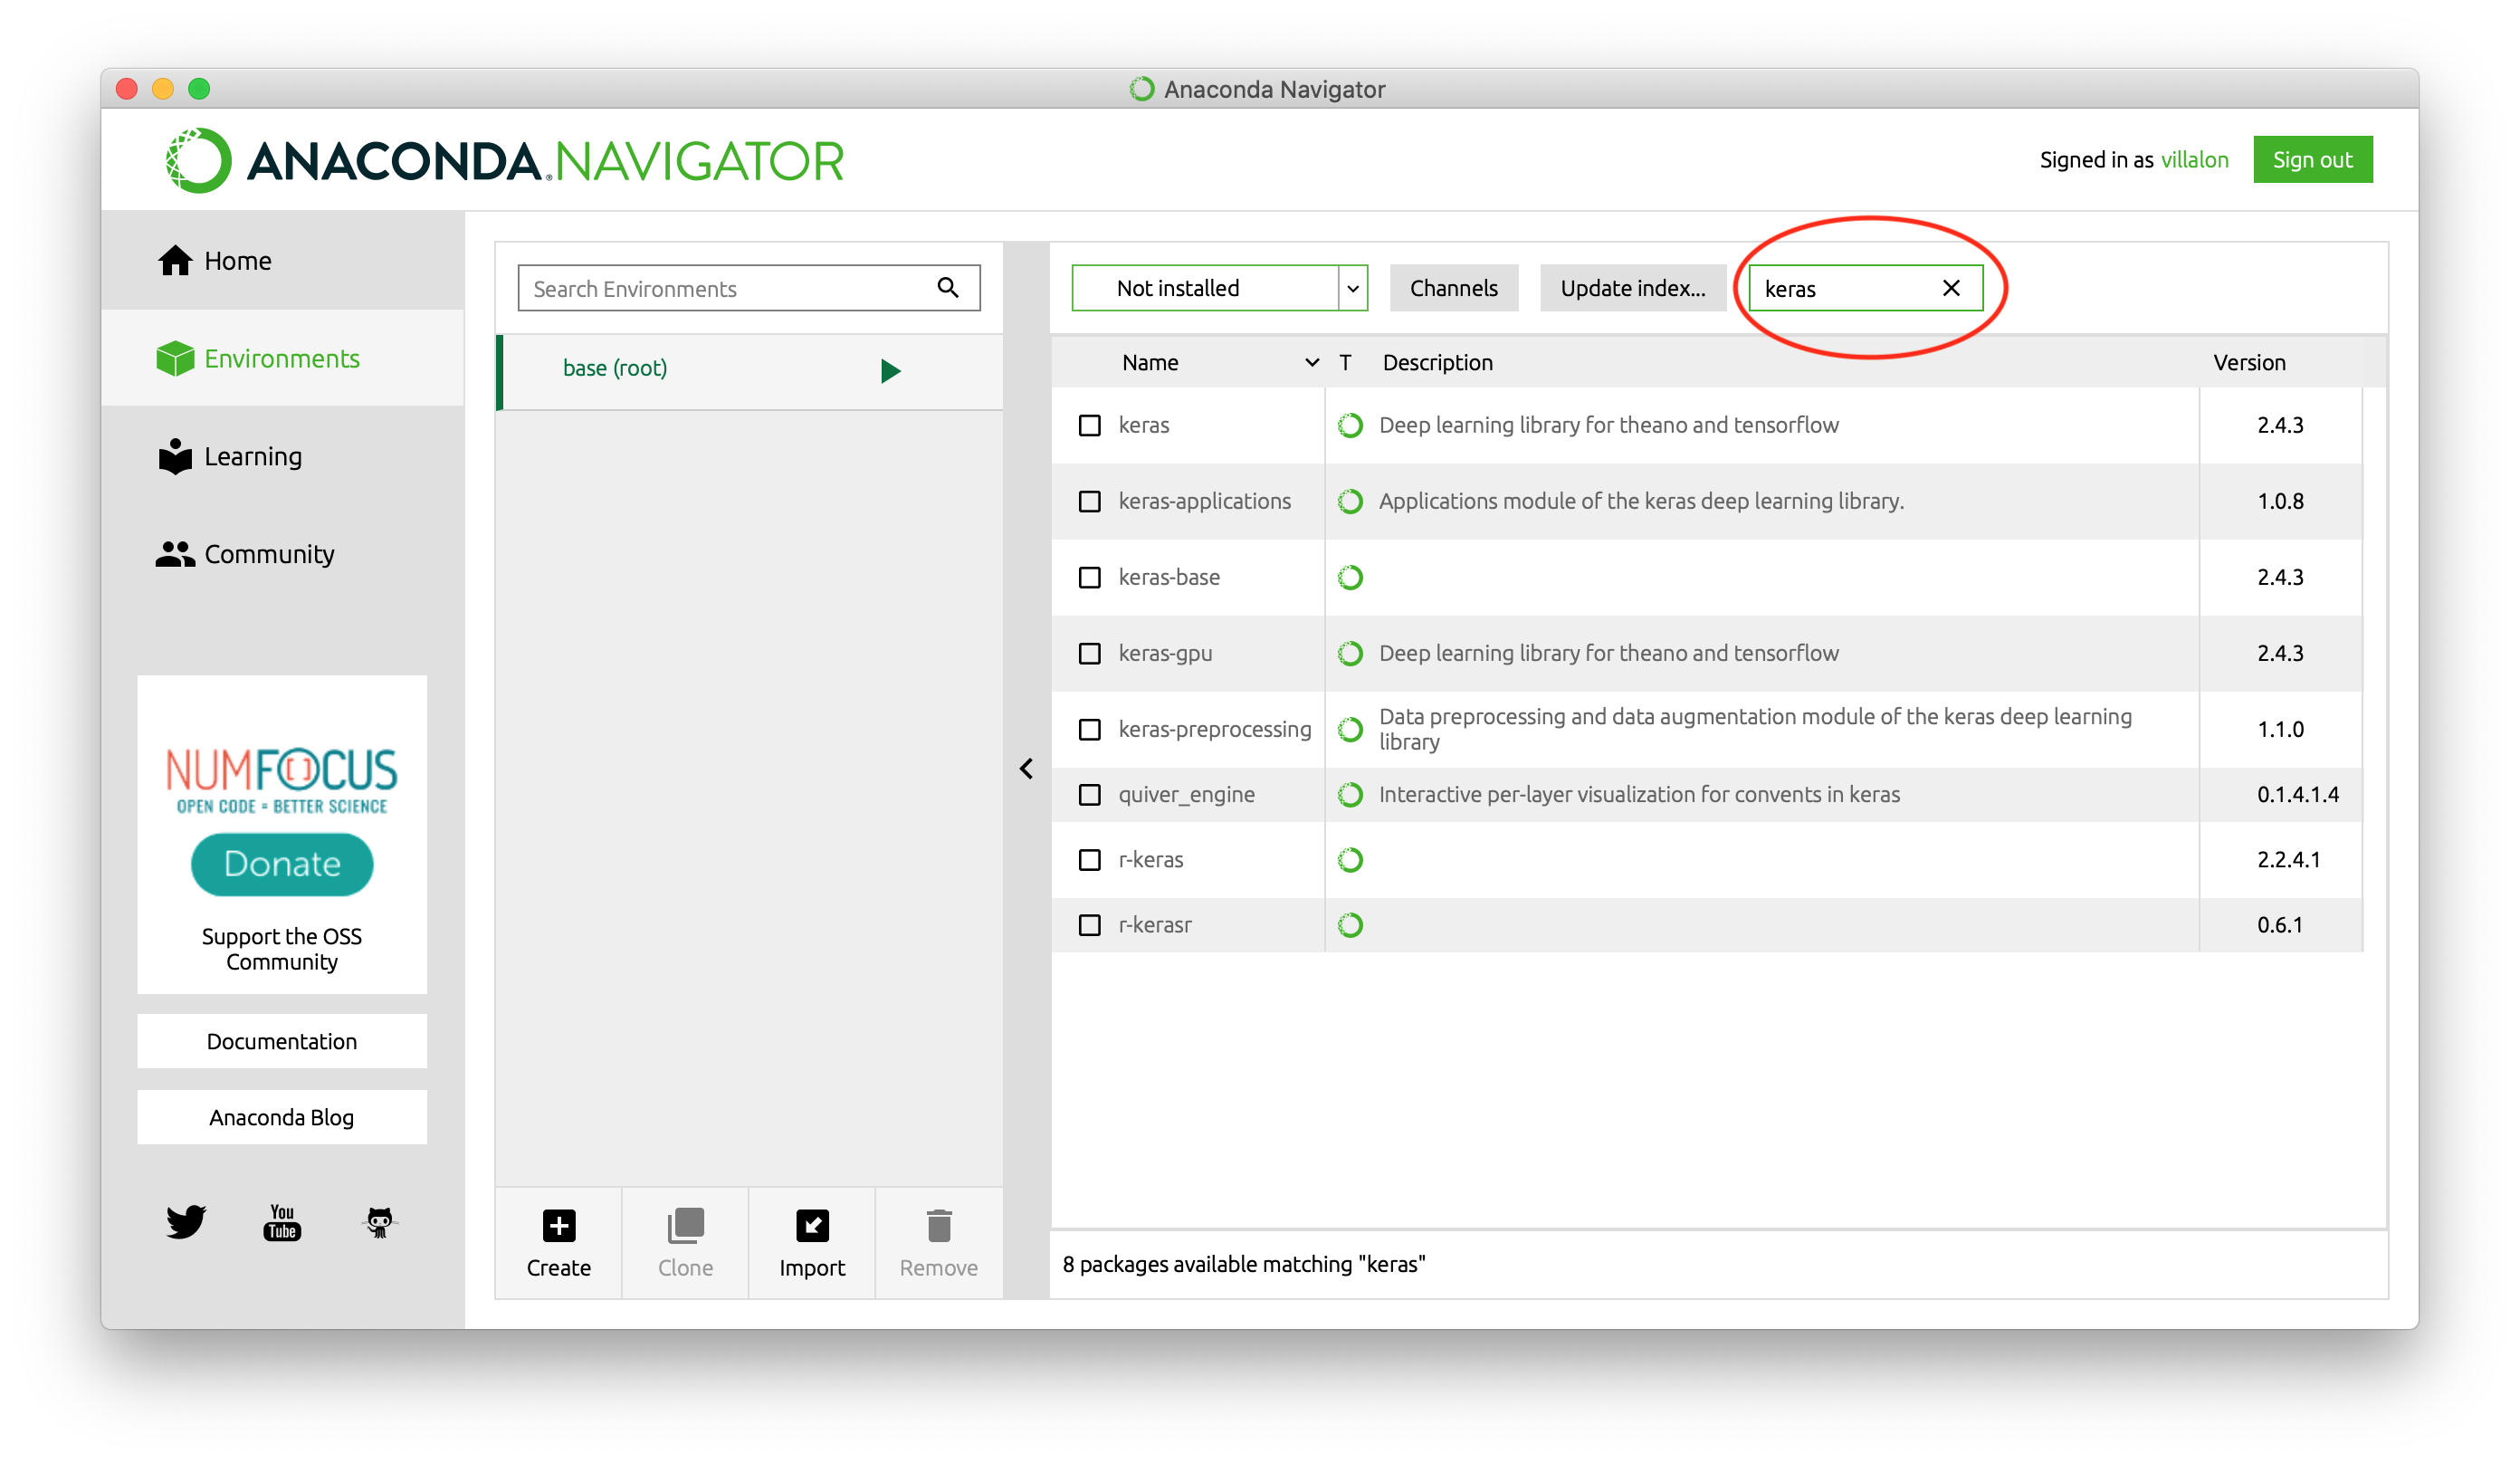 Anaconda Navigator
ANACONDA.NAVIGATOR
Signed in as villalon
Sign out
Home
Environments
Learning
Community
NUMFOCUS
OPEN CODE = BETTER SCIENCE
Donate
Support the OSS
Community
Documentation
Anaconda Blog
You
Tube
Search Environments
base (root)
Create
Clone
Import
Remove
Not installed
Channels
Update index...
keras
Name T Description Version
keras Deep learning library for theano and tensorflow 2.4.3
keras-applications Applications module of the keras deep learning library. 1.0.8
keras-base 2.4.3
keras-gpu Deep learning library for theano and tensorflow 2.4.3
keras-preprocessing Data preprocessing and data augmentation module of the keras deep learning
library 1.1.0
quiver_engine Interactive per-layer visualization for convents in keras 0.1.4.1.4
r-keras 2.2.4.1
r-kerasr 0.6.1
8 packages available matching "keras"